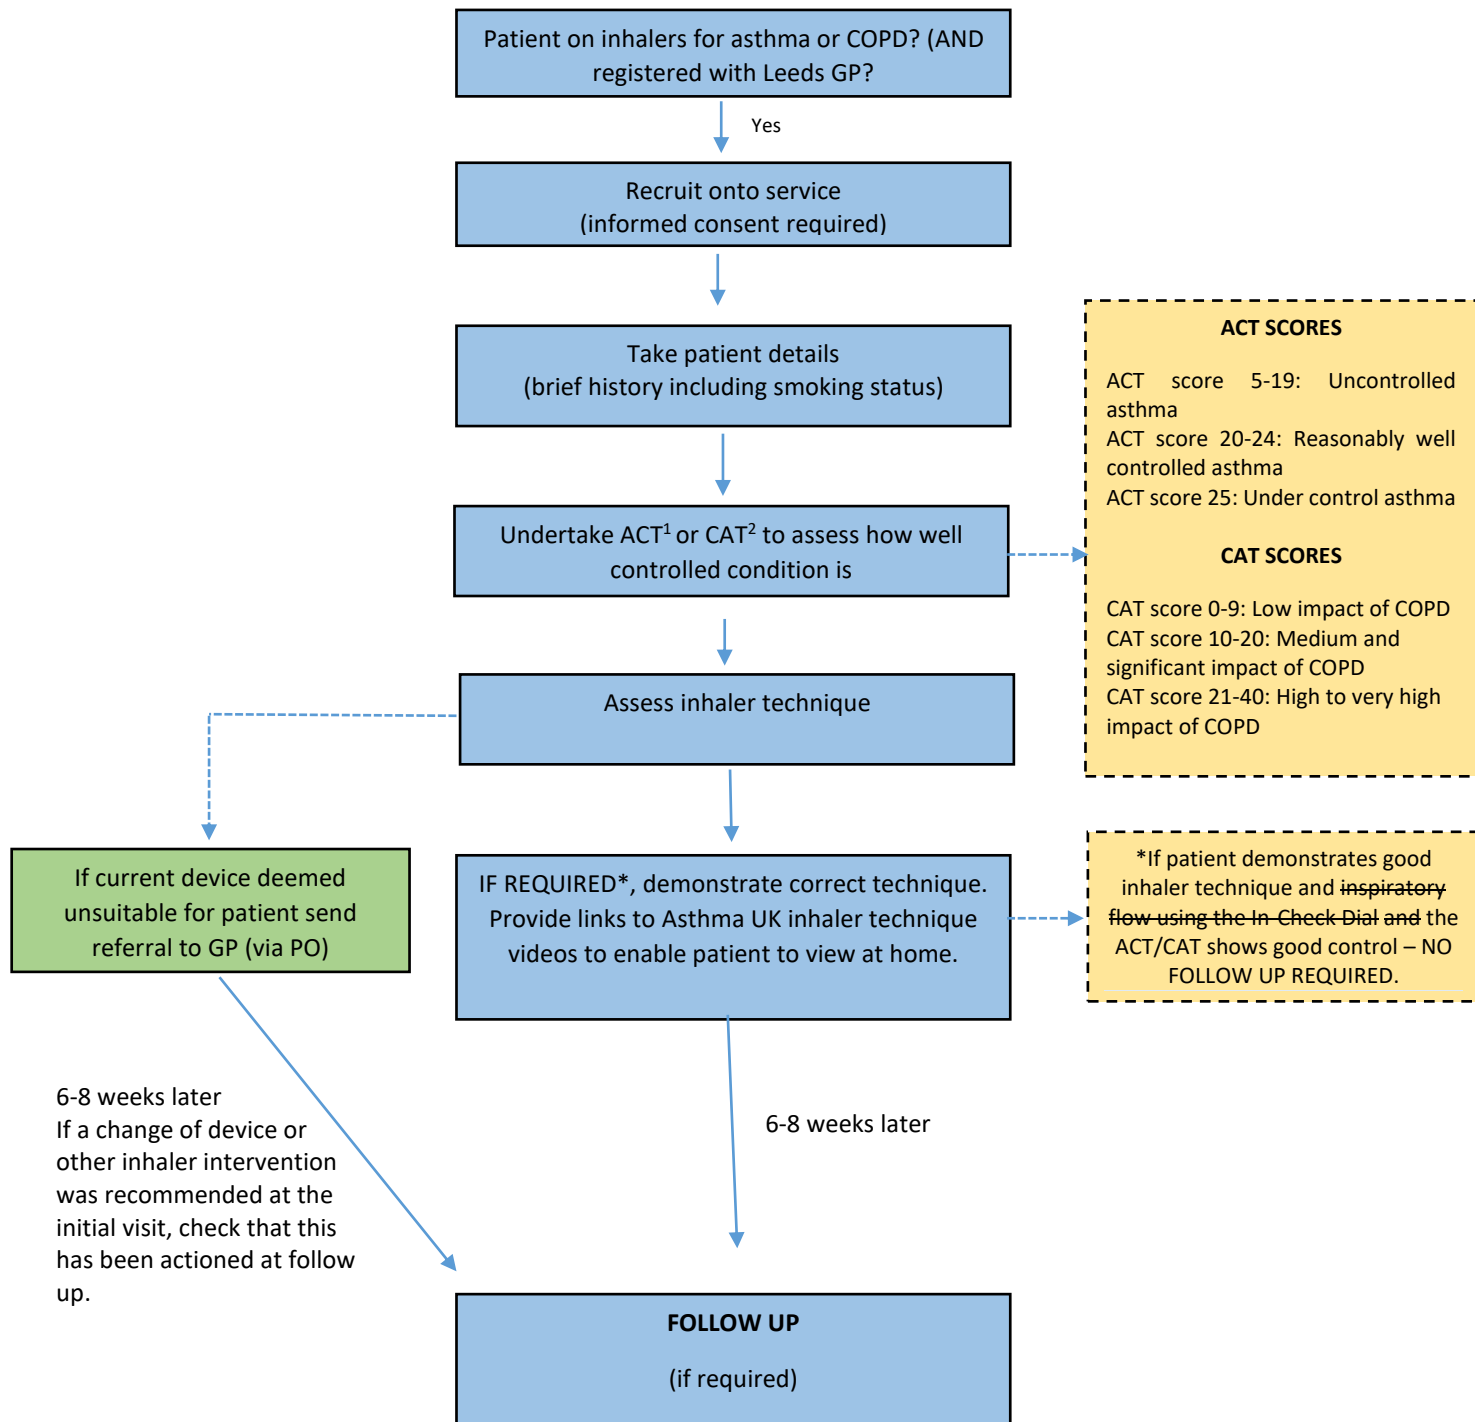 Patient on inhalers for asthma or COPD? (AND
registered with Leeds GP?
Yes
Recruit onto service
(informed consent required)
Take patient details
(brief history including smoking status)
Undertake ACT¹ or CAT² to assess how well
controlled condition is
ACT SCORES
ACT score 5-19: Uncontrolled
asthma
ACT score 20-24: Reasonably well
controlled asthma
ACT score 25: Under control asthma
CAT SCORES
CAT score 0-9: Low impact of COPD
CAT score 10-20: Medium and
significant impact of COPD
CAT score 21-40: High to very high
impact of COPD
Assess inhaler technique
If current device deemed
unsuitable for patient send
referral to GP (via PO)
IF REQUIRED*, demonstrate correct technique.
Provide links to Asthma UK inhaler technique
videos to enable patient to view at home.
*If patient demonstrates good
inhaler technique and inspiratory
flow using the In-Check Dial and the
ACT/CAT shows good control – NO
FOLLOW UP REQUIRED.
6-8 weeks later
If a change of device or
other inhaler intervention
was recommended at the
initial visit, check that this
has been actioned at follow
up.
6-8 weeks later
FOLLOW UP
(if required)